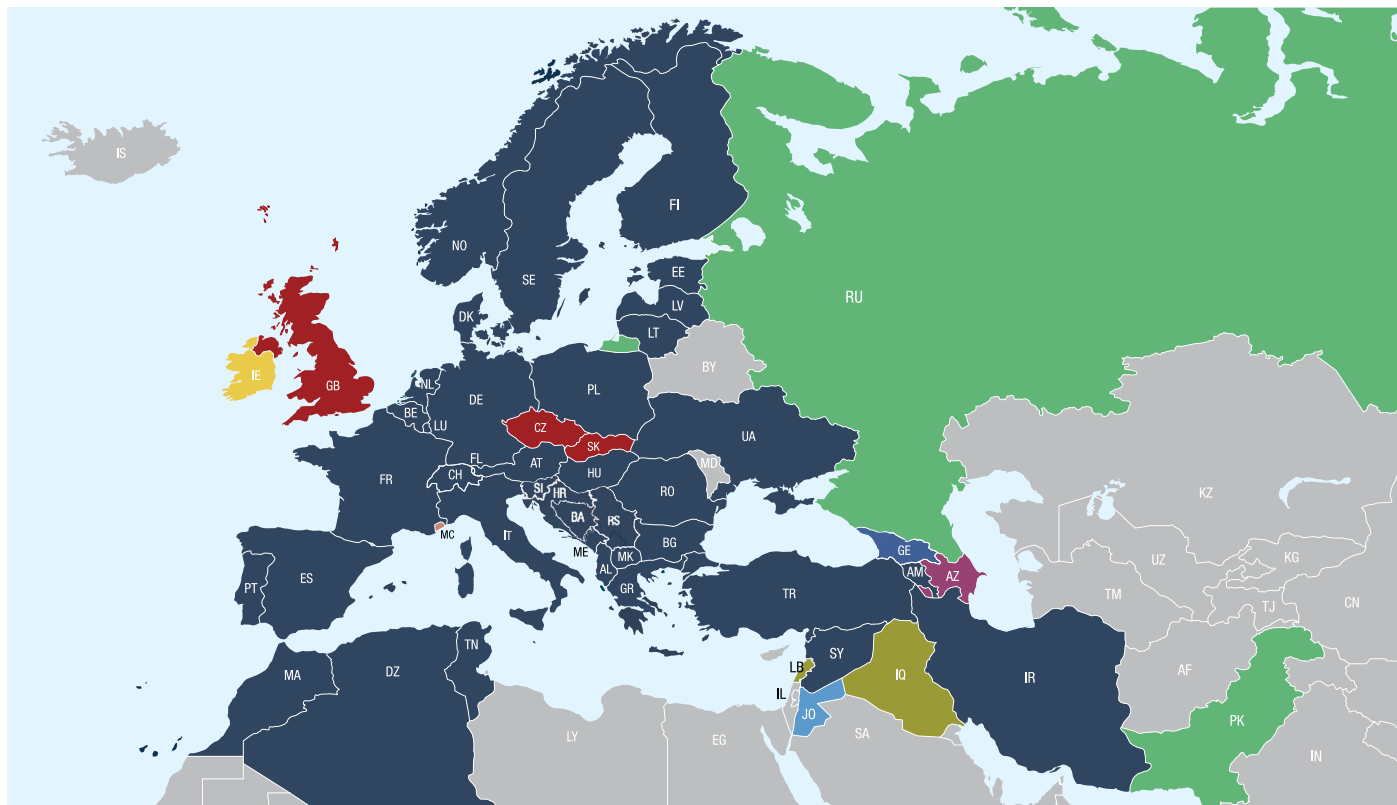 IS
FI
NO
SE
EE
RU
LV
DK
LT
IE
BY
GB
NL
PL
DE
BE
LU
CZ
UA
SK
FL
AT
MD
FR
CH
HU
SI
HR
RO
KZ
BA
RS
MC
IT
BG
ME
GE
MK
UZ
KG
AL
AM
AZ
ES
PT
GR
TR
TM
TJ
CN
TN
SY
MA
DZ
LB
IQ
AF
IR
IL
JO
PK
LY
EG
SA
IN